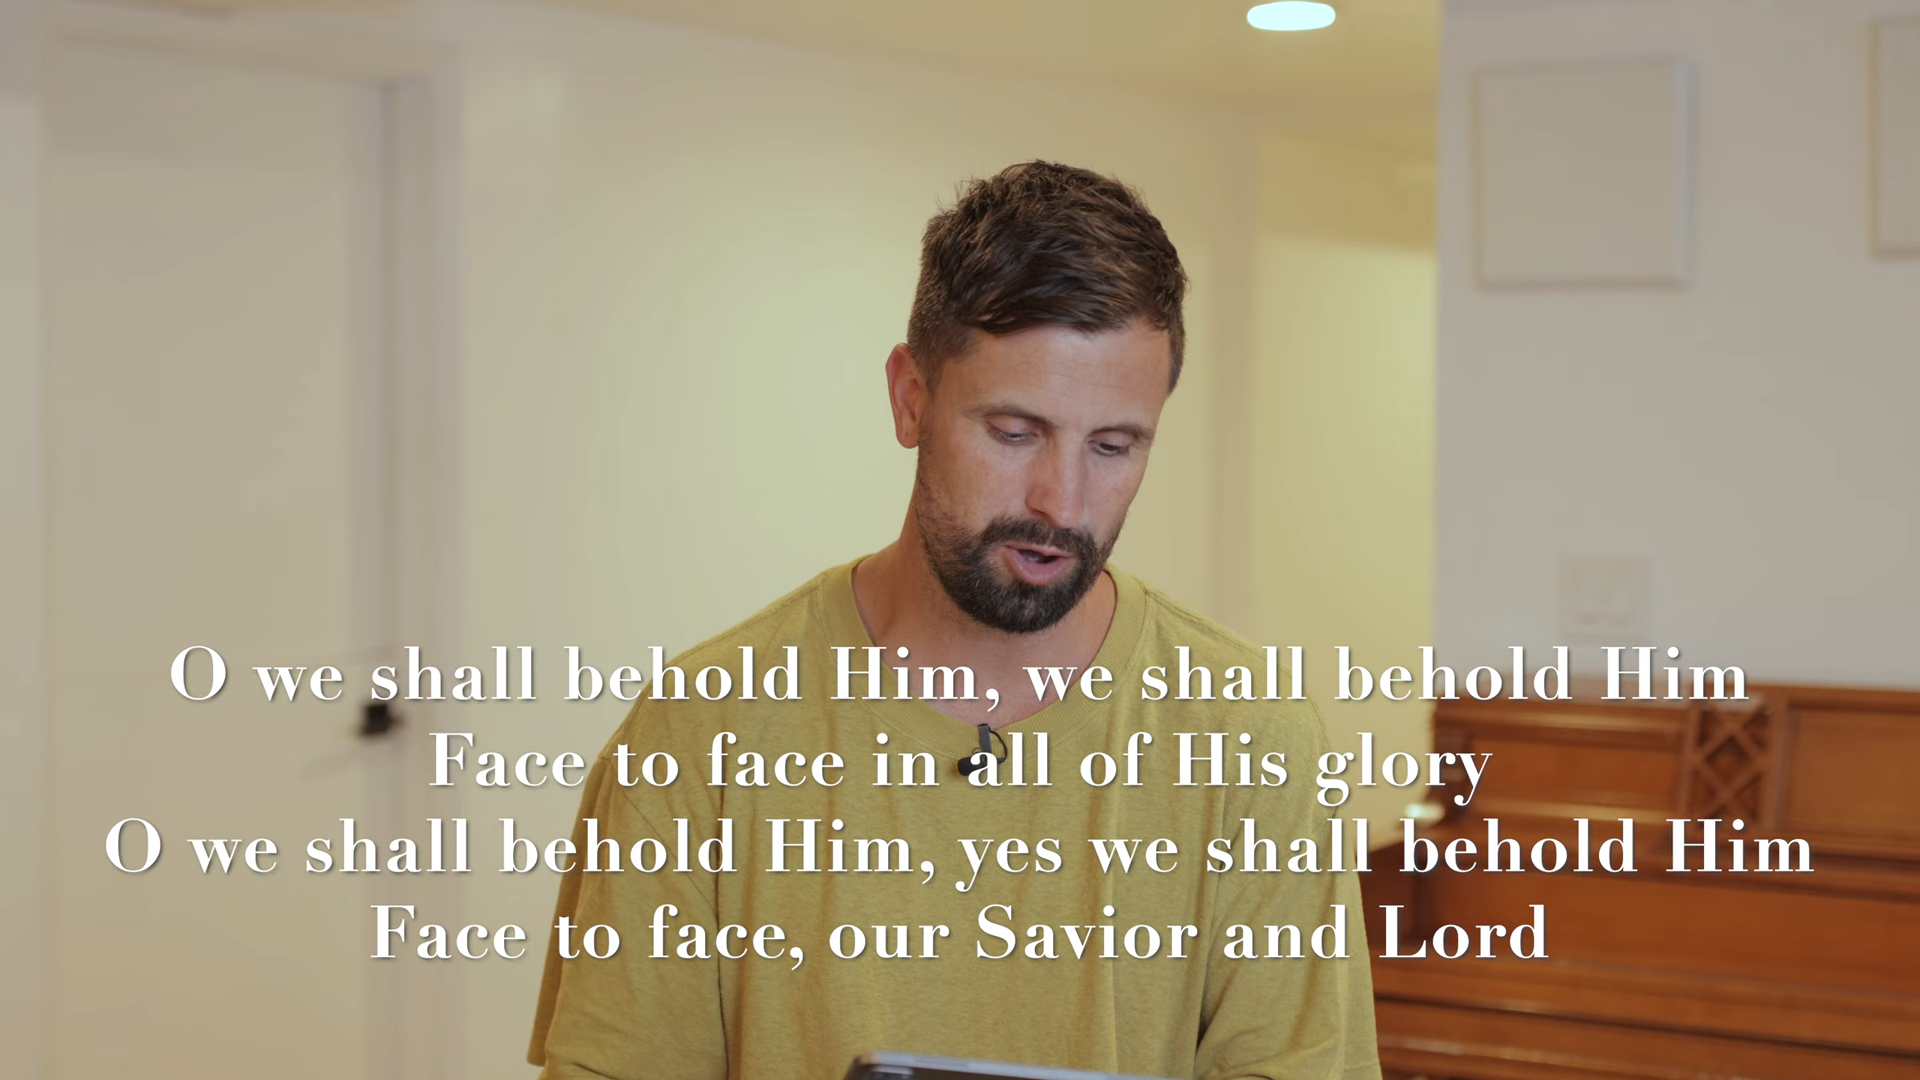 O we shall behold Him, we shall behold Him
Face to face in all of His glory
O we shall behold Him, yes we shall behold Him
Face to face, our Savior and Lord